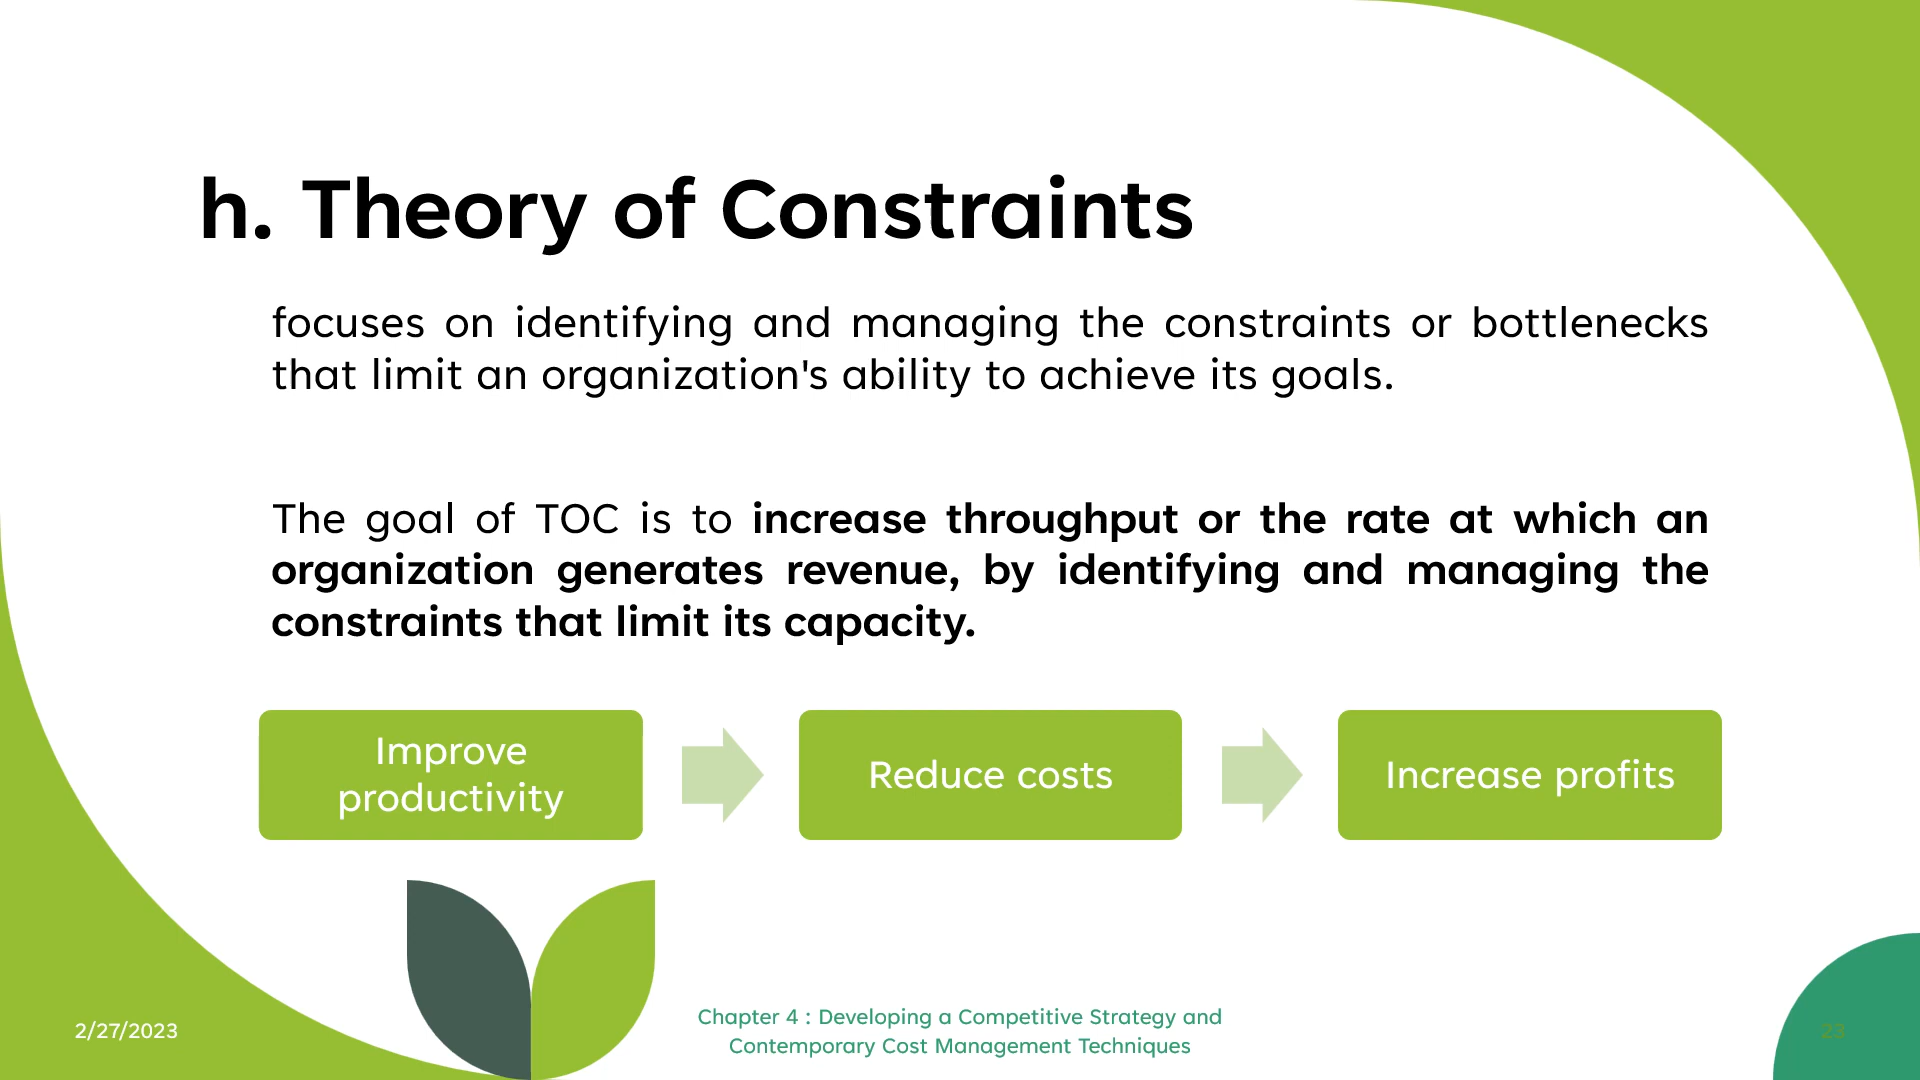 h. Theory of Constraints
focuses on identifying and managing the constraints or bottlenecks
that limit an organization's ability to achieve its goals.
The goal of TOC is to increase throughput or the rate at which an
organization generates revenue, by identifying and managing the
constraints that limit its capacity.
Improve
productivity
Reduce costs
Increase profits
2/27/2023
Chapter 4 : Developing a Competitive Strategy and
Contemporary Cost Management Techniques
23